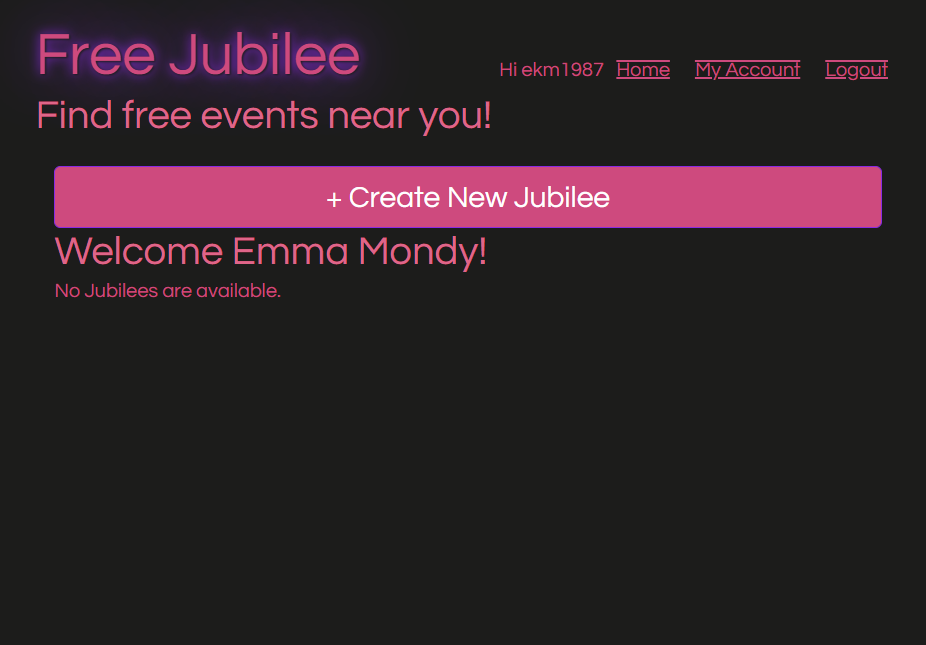 Free Jubilee
Hi ekm1987 Home My Account Logout
Find free events near you!
+ Create New Jubilee
Welcome Emma Mondy!
No Jubilees are available.